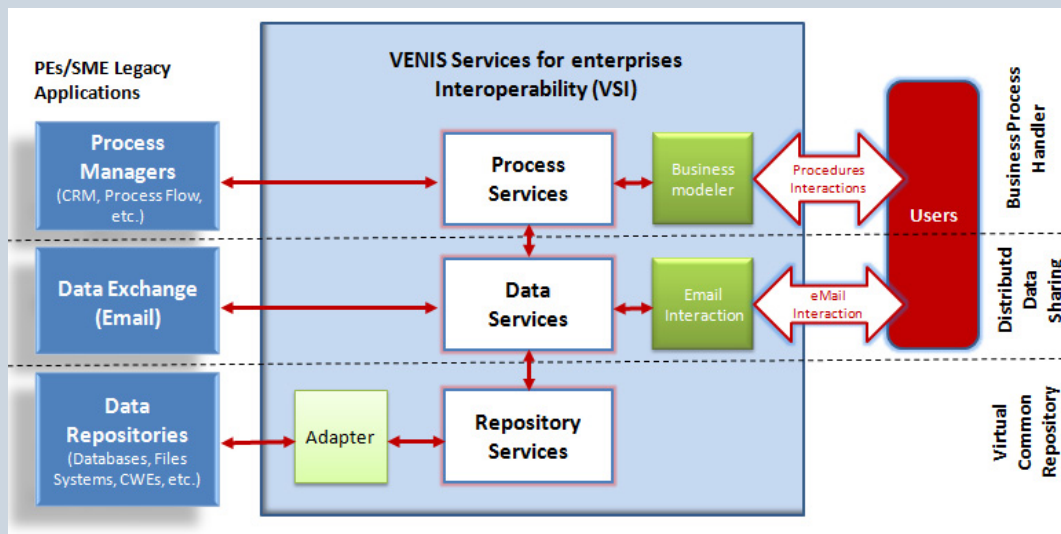 PEs/SME Legacy
Applications
VENIS Services for enterprises
Interoperability (VSI)
Process
Managers
(CRM, Process Flow,
etc.)
Process
Services
Business
modeler
Procedures
Interactions
Users
Business Process
Handler
Data Exchange
(Email)
Data
Services
Email
Interaction
eMail
Interaction
Distributd
Data
Sharing
Data
Repositories
(Databases, Files
Systems, CWEs, etc.)
Adapter
Repository
Services
Virtual
Common
Repository